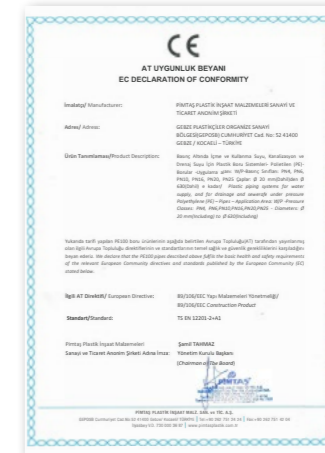 CE
AT UYGUNLUK BEYANI
EC DECLARATION OF CONFORMITY
İmalatçı/ Manufacturer: PİMTAŞ PLASTİK İNŞAAT MALZEMELERİ SANAYİ VE
TİCARET ANONİM ŞİRKETİ
Adres/ Adress: GEBZE PLASTİKÇİLER ORGANİZE SANAYİ
BÖLGESİ(GEPOSB) CUMHURİYET Cad. No: 52 41400
GEBZE / KOCAELİ – TÜRKİYE
Ürün Tanımlaması/Product Description: Basınç Altında İçme ve Kullanma Suyu, Kanalizasyon ve
Drenaj Suyu İçin Plastik Boru Sistemleri- Polietilen (PE)-
Borular -Uygulama W/P-Basınç Sınıfları: PN4, PN6,
PN10, PN16, PN20, PN25 Çaplar: Ø 20 mm(dahil)den Ø
630(dahil) e kadar/ Plastic piping systems for water
supply, and for drainage and sewerage under pressure
Polyethylene (PE) – Pipes – Application Area: W/P -Pressure
Classes: PN4, PN6,PN10,PN16,PN20,PN25 – Diameters: Ø
20 mm(including) to Ø 630(including)
Yukarıda tarif yapılan PE100 boru ürünlerinin aşağıda belirtilen Avrupa Topluluğu(AT) tarafından yayınlanmış
olan ilgili Avrupa Topluluğu direktiflerinin ve standartlarının temel sağlık ve güvenlik gerekliliklerini karşıladığını
beyan ederiz. We declare that the PE100 pipes described above fulfils the basic health and safety requirements
of the relevant European Community directives and standards published by the European Community (EC)
stated below.
İlgili AT Direktifi/ European Directive: 89/106/EEC Yapı Malzemeleri Yönetmeliği/
89/106/EEC Construction Product
Standart/Standard: TS EN 12201-2+A1
Pimtaş Plastik İnşaat Malzemeleri Şamil TAHMAZ
Sanayi ve Ticaret Anonim Şirketi Adına İmza: Yönetim Kurulu Başkanı
(Chairman of The Board)
PİMTAŞ
PİMTAŞ PLASTİK İNŞAAT MALZ. SAN. ve TİC. A.Ş.